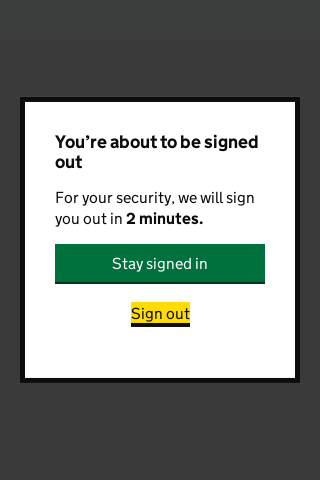 You’re about to be signed
out
For your security, we will sign
you out in 2 minutes.
Stay signed in
Sign out